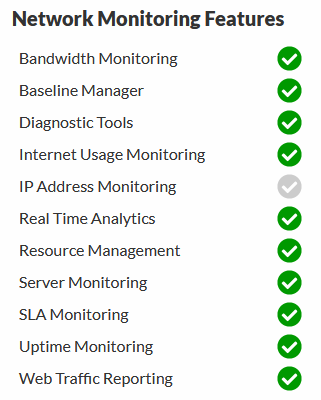 Network Monitoring Features
Bandwidth Monitoring
Baseline Manager
Diagnostic Tools
Internet Usage Monitoring
IP Address Monitoring
Real Time Analytics
Resource Management
Server Monitoring
SLA Monitoring
Uptime Monitoring
Web Traffic Reporting